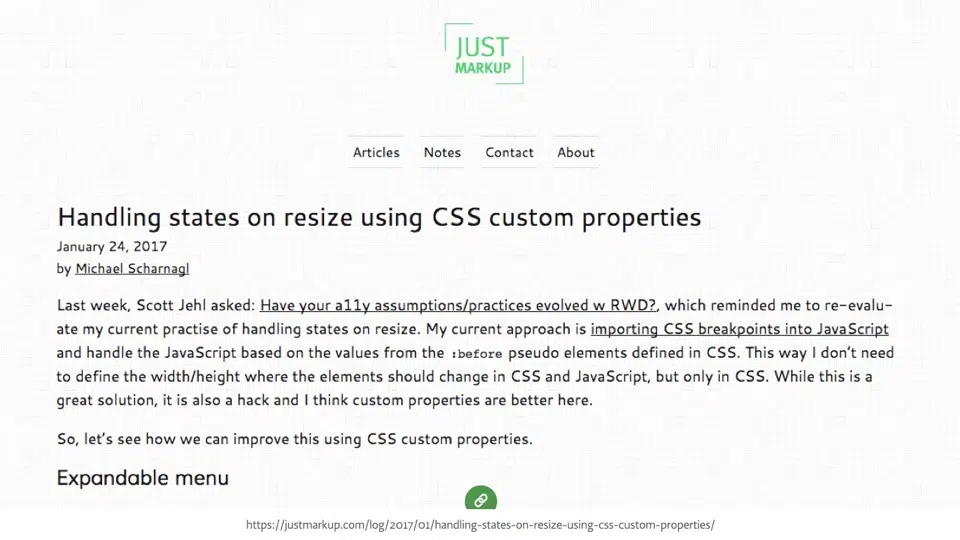 JUST
MARKUP
Articles Notes Contact About
Handling states on resize using CSS custom properties
January 24, 2017
by Michael Scharnagl
Last week, Scott Jehl asked: Have your a11y assumptions/practices evolved w RWD?, which reminded me to re-evalu-
ate my current practise of handling states on resize. My current approach is importing CSS breakpoints into JavaScript
and handle the JavaScript based on the values from the :before pseudo elements defined in CSS. This way I don't need
to define the width/height where the elements should change in CSS and JavaScript, but only in CSS. While this is a
great solution, it is also a hack and I think custom properties are better here.
So, let's see how we can improve this using CSS custom properties.
Expandable menu
https://justmarkup.com/log/2017/01/handling-states-on-resize-using-css-custom-properties/